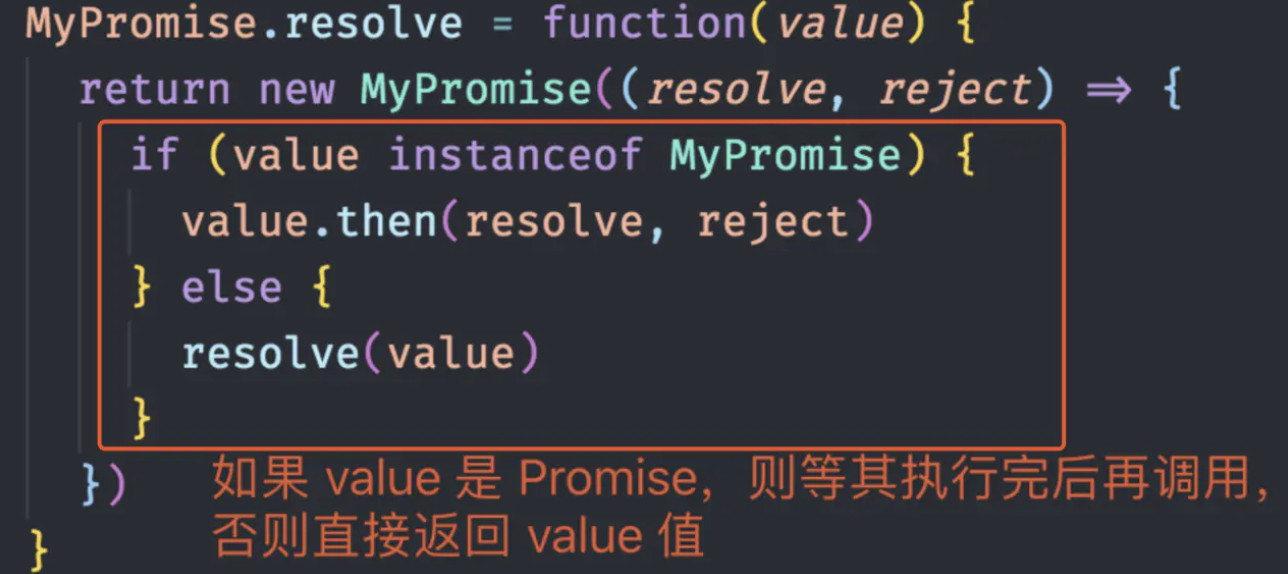 MyPromise.resolve = function(value) {
return new MyPromise((resolve, reject) => {
if (value instanceof MyPromise) {
value.then(resolve, reject)
} else {
resolve(value)
}
})
如果 value 是 Promise，则等其执行完后再调用，
否则直接返回 value 值
}